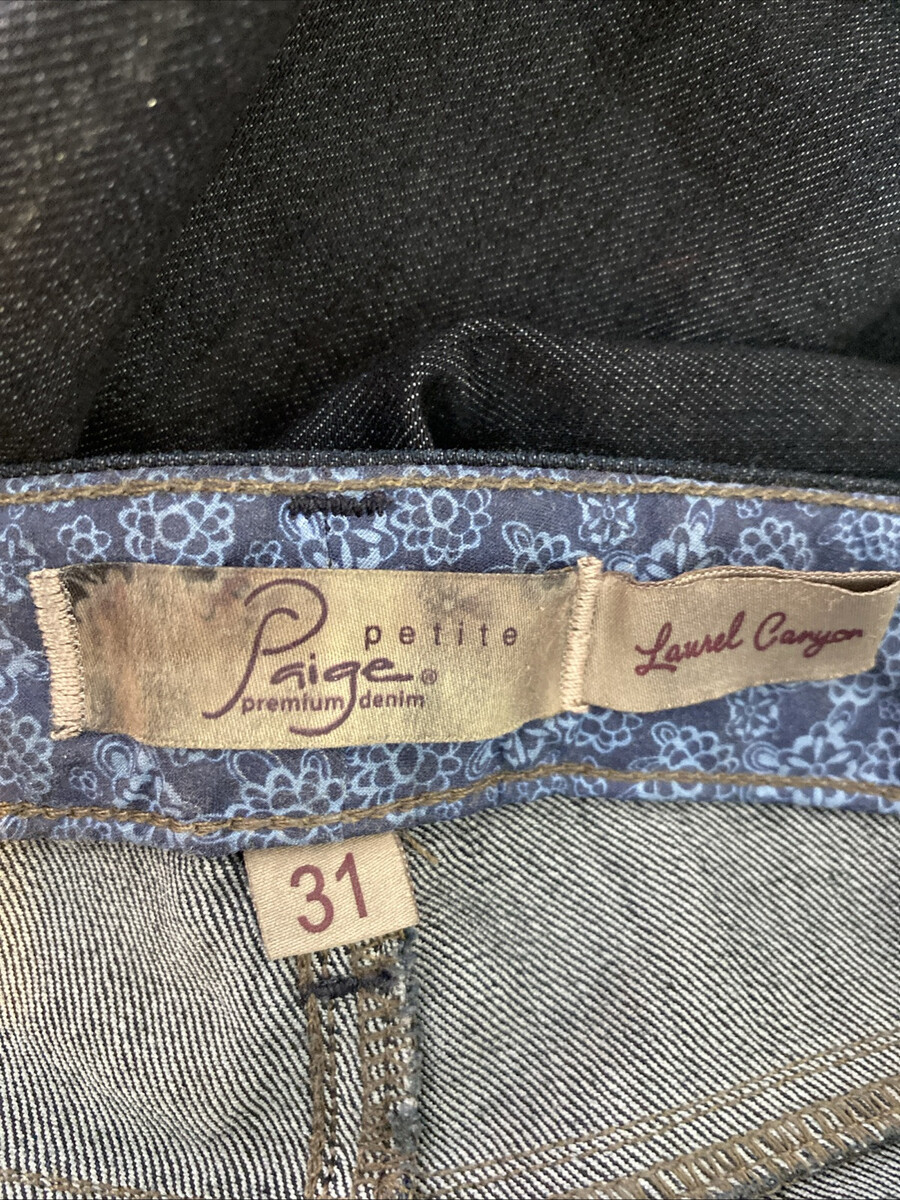 petite
Paige®
premium denim
Laurel Canyon
31